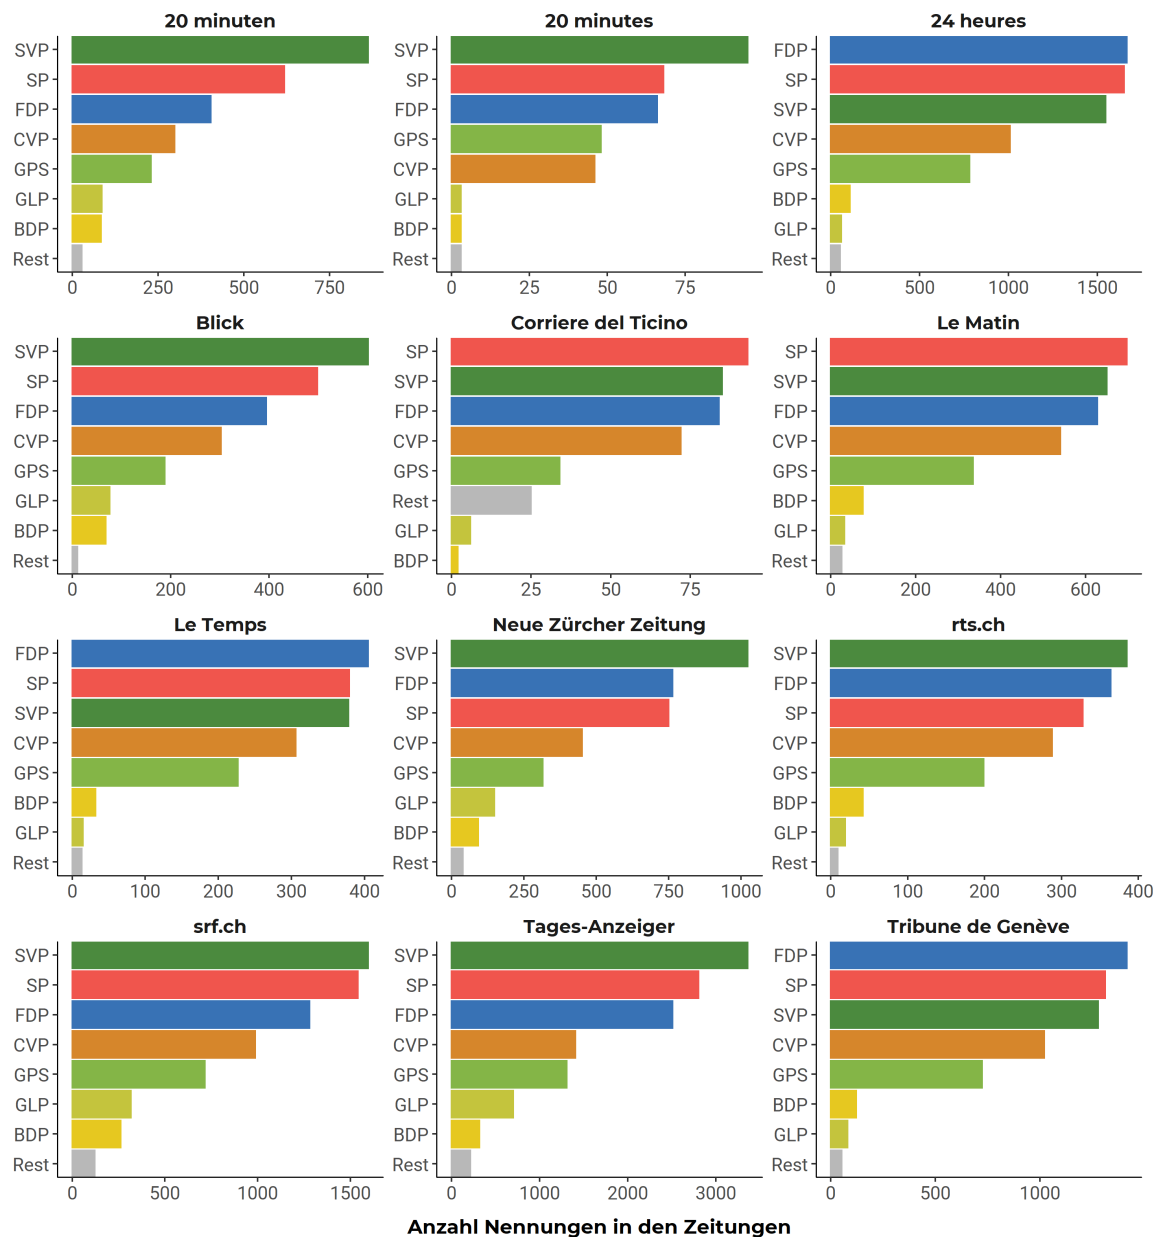 20 minuten
SVP
SP
FDP
CVP
GPS
GLP
BDP
Rest
0 250 500 750
20 minutes
SVP
SP
FDP
GPS
CVP
GLP
BDP
Rest
0 25 50 75
24 heures
FDP
SP
SVP
CVP
GPS
BDP
GLP
Rest
0 500 1000 1500
Blick
SVP
SP
FDP
CVP
GPS
GLP
BDP
Rest
0 200 400 600
Corriere del Ticino
SP
SVP
FDP
CVP
GPS
Rest
GLP
BDP
0 25 50 75
Le Matin
SP
SVP
FDP
CVP
GPS
BDP
GLP
Rest
0 200 400 600
Le Temps
FDP
SP
SVP
CVP
GPS
BDP
GLP
Rest
0 100 200 300 400
Neue Zürcher Zeitung
SVP
FDP
SP
CVP
GPS
GLP
BDP
Rest
0 250 500 750 1000
rts.ch
SVP
FDP
SP
CVP
GPS
BDP
GLP
Rest
0 100 200 300 400
srf.ch
SVP
SP
FDP
CVP
GPS
GLP
BDP
Rest
0 500 1000 1500
Tages-Anzeiger
SVP
SP
FDP
CVP
GPS
GLP
BDP
Rest
0 1000 2000 3000
Tribune de Genève
FDP
SP
SVP
CVP
GPS
BDP
GLP
Rest
0 500 1000
Anzahl Nennungen in den Zeitungen